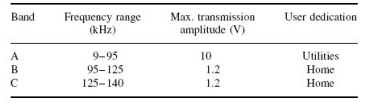 Band Frequency range Max. transmission User dedication
(kHz) amplitude (V)
A 9–95 10 Utilities
B 95–125 1.2 Home
C 125–140 1.2 Home